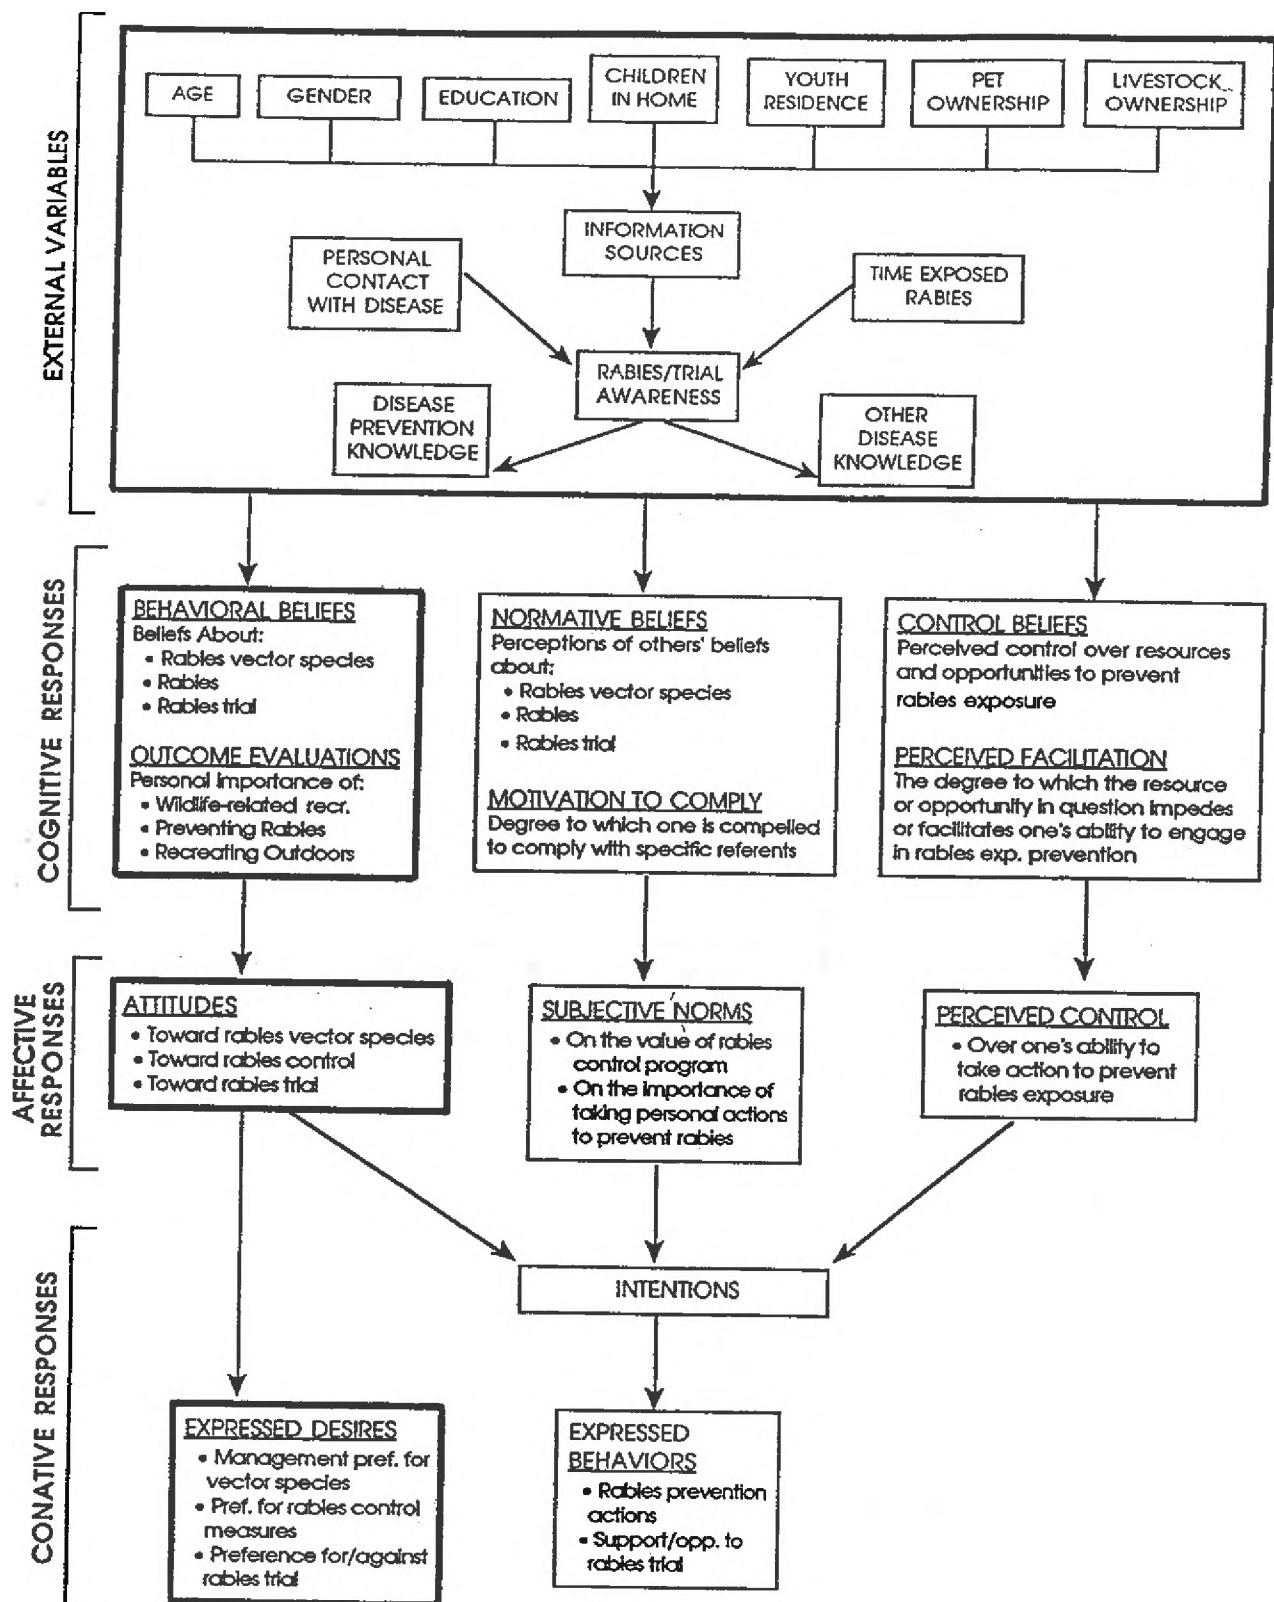 EXTERNAL VARIABLES
AGE
GENDER
EDUCATION
CHILDREN
IN HOME
YOUTH
RESIDENCE
PET
OWNERSHIP
LIVESTOCK
OWNERSHIP
INFORMATION
SOURCES
PERSONAL
CONTACT
WITH DISEASE
TIME EXPOSED
RABIES
RABIES/TRIAL
AWARENESS
DISEASE
PREVENTION
KNOWLEDGE
OTHER
DISEASE
KNOWLEDGE
COGNITIVE RESPONSES
BEHAVIORAL BELIEFS
Beliefs About:
• Rabies vector species
• Rabies
• Rabies trial
OUTCOME EVALUATIONS
Personal Importance of:
• Wildlife-related recr.
• Preventing Rabies
• Recreating Outdoors
NORMATIVE BELIEFS
Perceptions of others' beliefs
about:
• Rabies vector species
• Rabies
• Rabies trial
MOTIVATION TO COMPLY
Degree to which one is compelled
to comply with specific referents
CONTROL BELIEFS
Perceived control over resources
and opportunities to prevent
rabies exposure
PERCEIVED FACILITATION
The degree to which the resource
or opportunity in question impedes
or facilitates one's ability to engage
in rabies exp. prevention
AFFECTIVE
RESPONSES
ATTITUDES
• Toward rabies vector species
• Toward rabies control
• Toward rabies trial
SUBJECTIVE NORMS
• On the value of rabies
control program
• On the importance of
taking personal actions
to prevent rabies
PERCEIVED CONTROL
• Over one's ability to
take action to prevent
rabies exposure
CONATIVE RESPONSES
INTENTIONS
EXPRESSED DESIRES
• Management pref. for
vector species
• Pref. for rabies control
measures
• Preference for/against
rabies trial
EXPRESSED
BEHAVIORS
• Rabies prevention
actions
• Support/opp. to
rabies trial